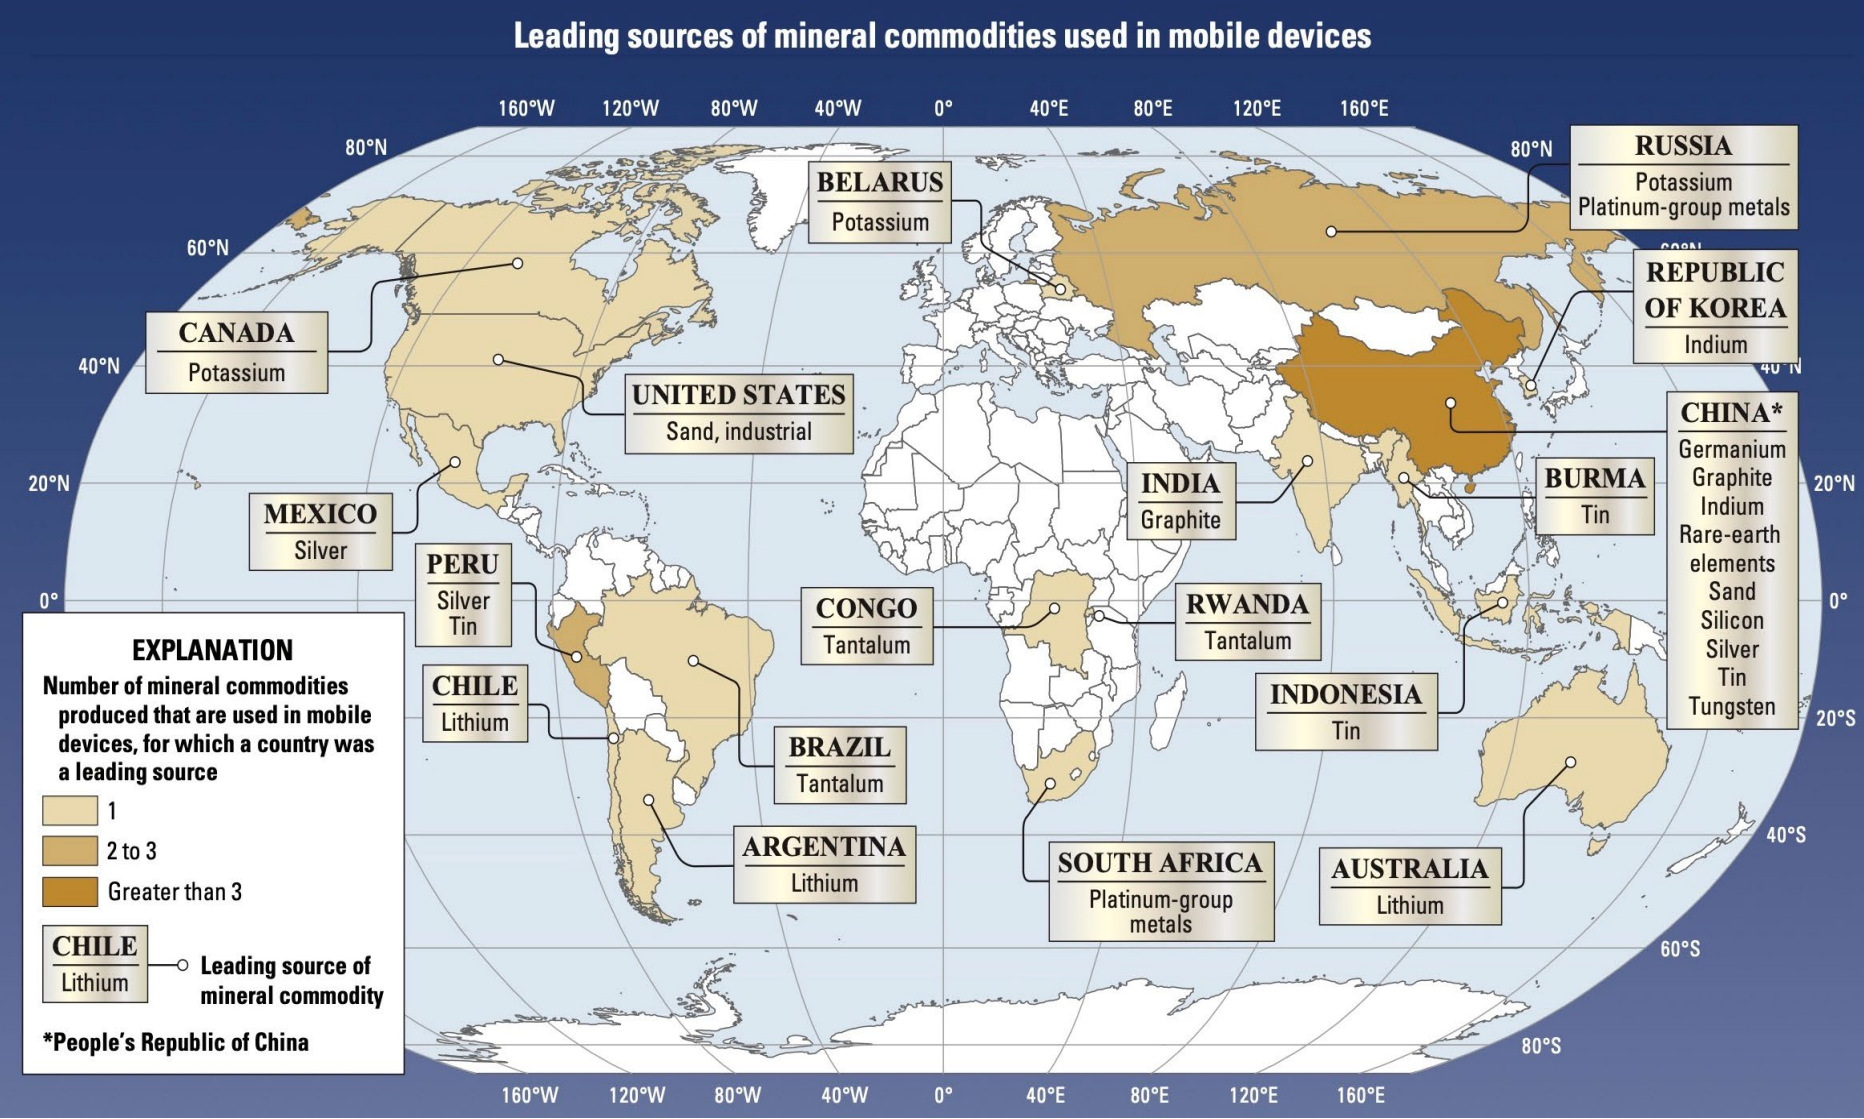 Leading sources of mineral commodities used in mobile devices
160°W 120°W 80°W 40°W 0° 40°E 80°E 120°E 160°E
80°N
80°N
RUSSIA
Potassium
Platinum-group metals
BELARUS
Potassium
60°N
60°N
REPUBLIC
OF KOREA
Indium
CANADA
Potassium
40°N
40°N
UNITED STATES
Sand, industrial
CHINA*
Germanium
Graphite
Indium
Rare-earth
elements
Sand
Silicon
Silver
Tin
Tungsten
20°N
20°N
INDIA
Graphite
BURMA
Tin
MEXICO
Silver
PERU
Silver
Tin
0°
0°
CONGO
Tantalum
RWANDA
Tantalum
CHILE
Lithium
INDONESIA
Tin
20°S
BRAZIL
Tantalum
ARGENTINA
Lithium
SOUTH AFRICA
Platinum-group
metals
AUSTRALIA
Lithium
40°S
60°S
80°S
EXPLANATION
Number of mineral commodities
produced that are used in mobile
devices, for which a country was
a leading source
1
2 to 3
Greater than 3
CHILE
Lithium
Leading source of
mineral commodity
*People's Republic of China
160°W 120°W 80°W 40°W 0° 40°E 80°E 120°E 160°E